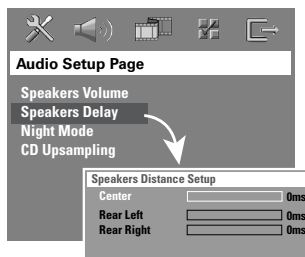 Audio Setup Page
Speakers Volume
Speakers Delay
Night Mode
CD Upsampling
Speakers Distance Setup
Center 0ms
Rear Left 0ms
Rear Right 0ms